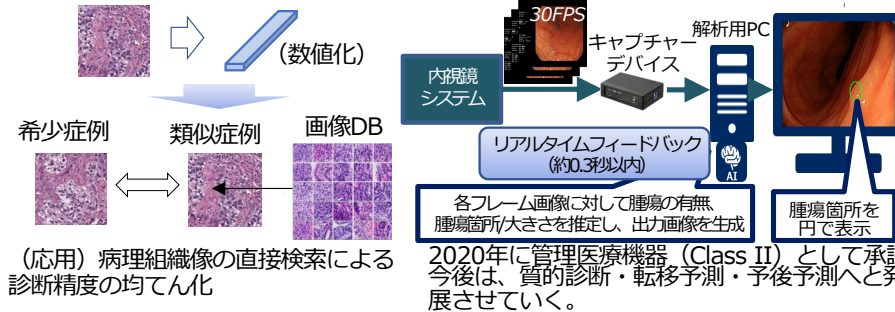 （数値化）
希少症例
類似症例
画像DB
（応用）病理組織像の直接検索による
診断精度の均てん化
30FPS
キャプチャー
デバイス
解析用PC
内視鏡
システム
リアルタイムフィードバック
（約0.3秒以内）
AI
各フレーム画像に対して腫瘍の有無、
腫瘍箇所/大きさを推定し、出力画像を生成
腫瘍箇所を
円で表示
2020年に管理医療機器（Class II）として承認
今後は、質的診断・転移予測・予後予測へと発
展させていく。